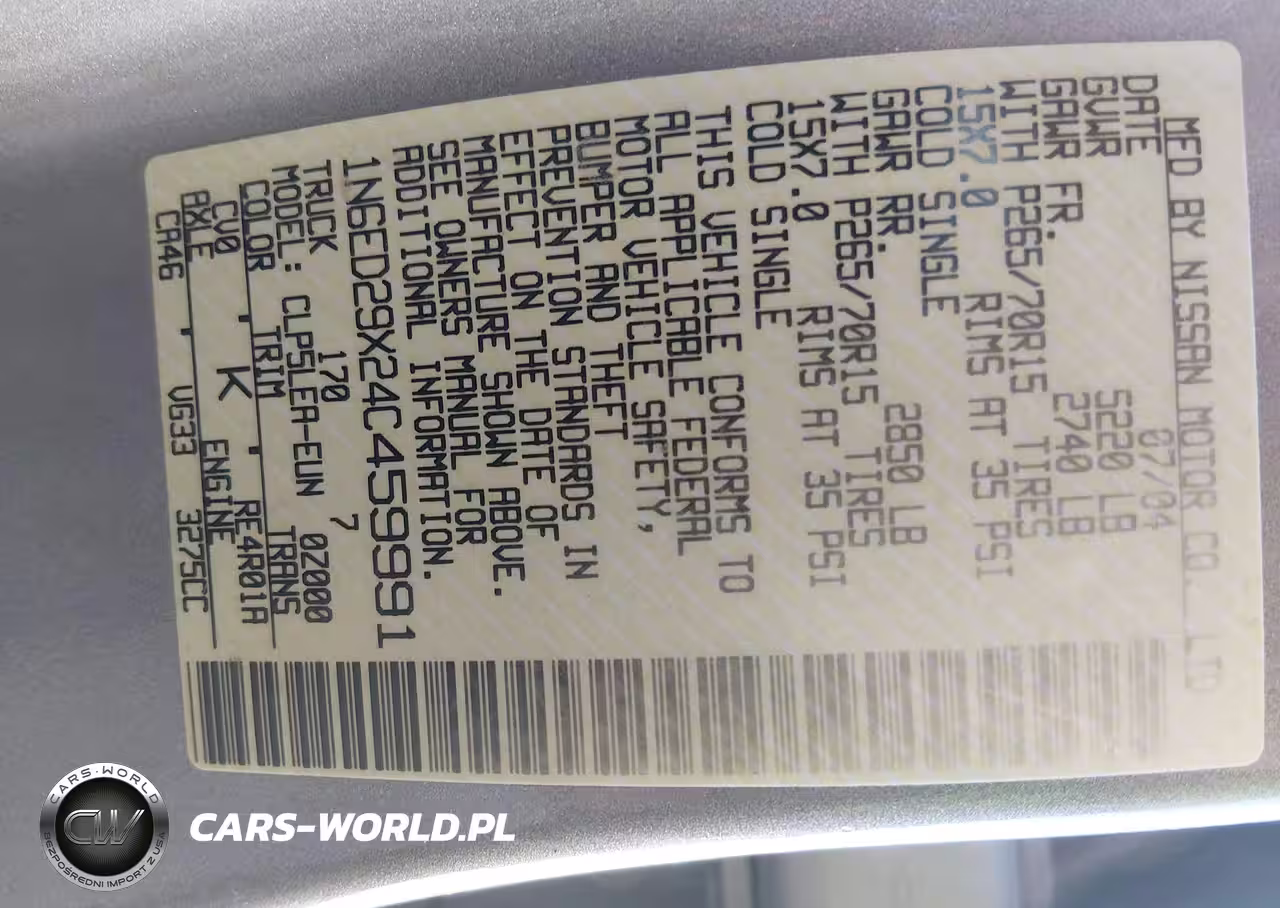 MFD BY NISSAN MOTOR CO. LTD
DATE 07/04
GVWR 5220 LB
GAWR FR. 2740 LB
WITH P265/70R15 TIRES
15X7.0 RIMS AT 35 PSI
COLD SINGLE
GAWR RR. 2850 LB
WITH P265/70R15 TIRES
15X7.0 RIMS AT 35 PSI
COLD SINGLE
THIS VEHICLE CONFORMS TO
ALL APPLICABLE FEDERAL
MOTOR VEHICLE SAFETY,
BUMPER AND THEFT
PREVENTION STANDARDS IN
EFFECT ON THE DATE OF
MANUFACTURE SHOWN ABOVE.
SEE OWNERS MANUAL FOR
ADDITIONAL INFORMATION.
1N6ED29X24C459991
TRUCK 170 7
MODEL: CLPSLEA-EUN 0Z000
COLOR TRIM TRANS
CV0 K RE4R01A
AXLE ENGINE
CA46 VG33 3275CC
CARS-WORLD
CW
BEZPOŚREDNI IMPORT Z USA
CARS-WORLD.PL